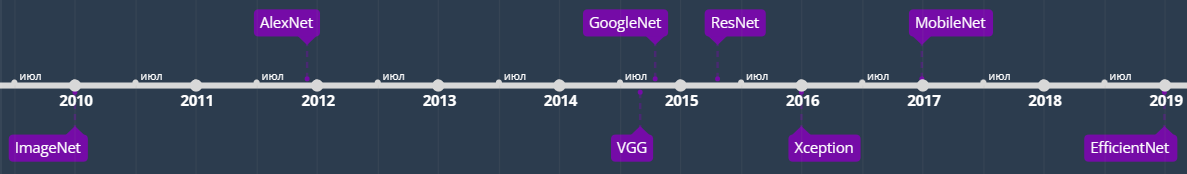 AlexNet GoogleNet ResNet MobileNet
июл июл июл июл июл июл июл июл июл июл
2010 2011 2012 2013 2014 2015 2016 2017 2018 2019
ImageNet VGG Xception EfficientNet